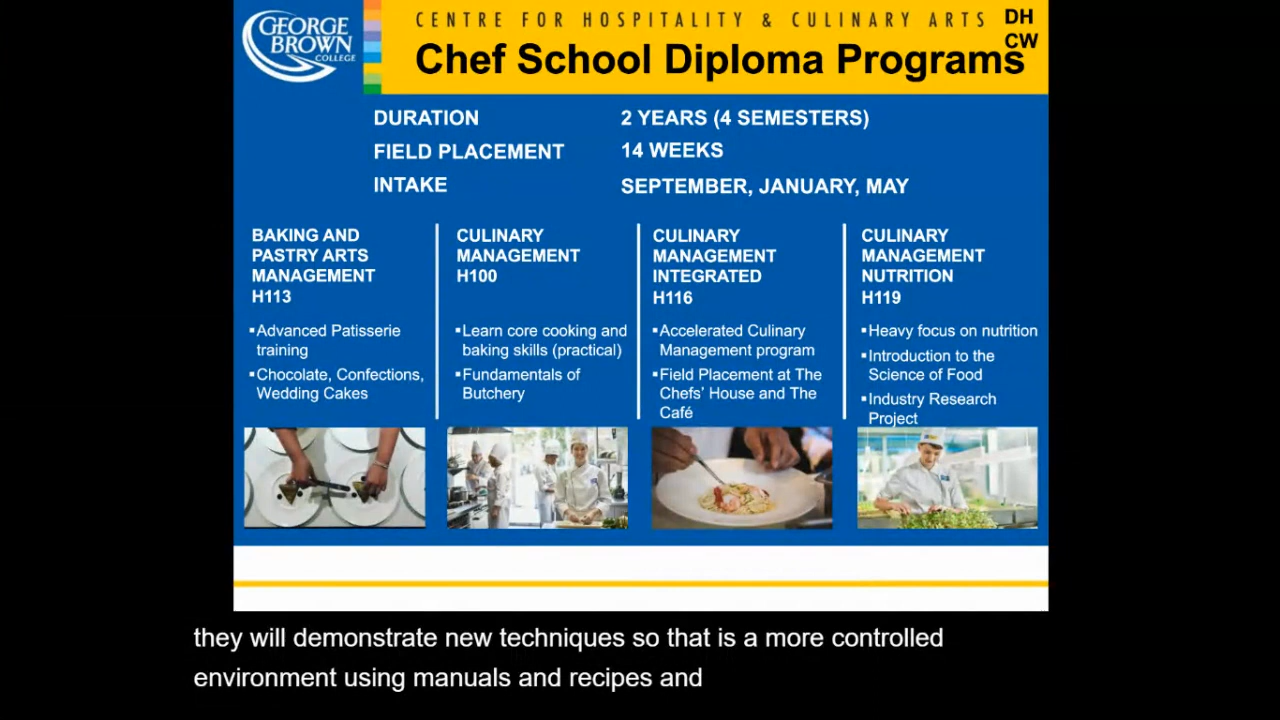 GEORGE
BROWN
COLLEGE
CENTRE FOR HOSPITALITY & CULINARY ARTS
DH
CW
Chef School Diploma Programs
DURATION 2 YEARS (4 SEMESTERS)
FIELD PLACEMENT 14 WEEKS
INTAKE SEPTEMBER, JANUARY, MAY
BAKING AND
PASTRY ARTS
MANAGEMENT
H113
▪Advanced Patisserie
training
▪Chocolate, Confections,
Wedding Cakes
CULINARY
MANAGEMENT
H100
▪Learn core cooking and
baking skills (practical)
▪Fundamentals of
Butchery
CULINARY
MANAGEMENT
INTEGRATED
H116
▪Accelerated Culinary
Management program
▪Field Placement at The
Chefs' House and The
Café
CULINARY
MANAGEMENT
NUTRITION
H119
▪Heavy focus on nutrition
▪Introduction to the
Science of Food
▪Industry Research
Project
they will demonstrate new techniques so that is a more controlled
environment using manuals and recipes and